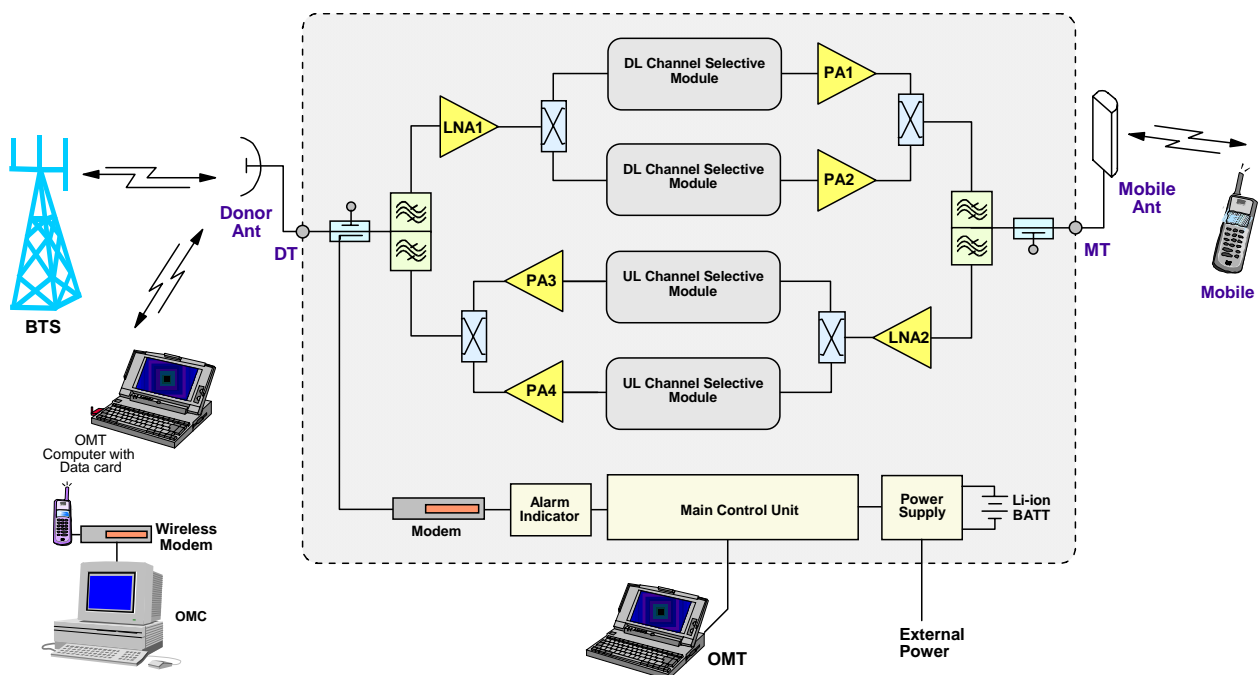 DL Channel Selective
Module
PA1
LNA1
DL Channel Selective
Module
PA2
Donor
Ant
DT
Mobile
Ant
MT
Mobile
BTS
PA3
UL Channel Selective
Module
LNA2
PA4
UL Channel Selective
Module
OMT
Computer with
Data card
Wireless
Modem
OMC
Modem
Alarm
Indicator
Main Control Unit
Power
Supply
Li-ion
BATT
OMT
External
Power